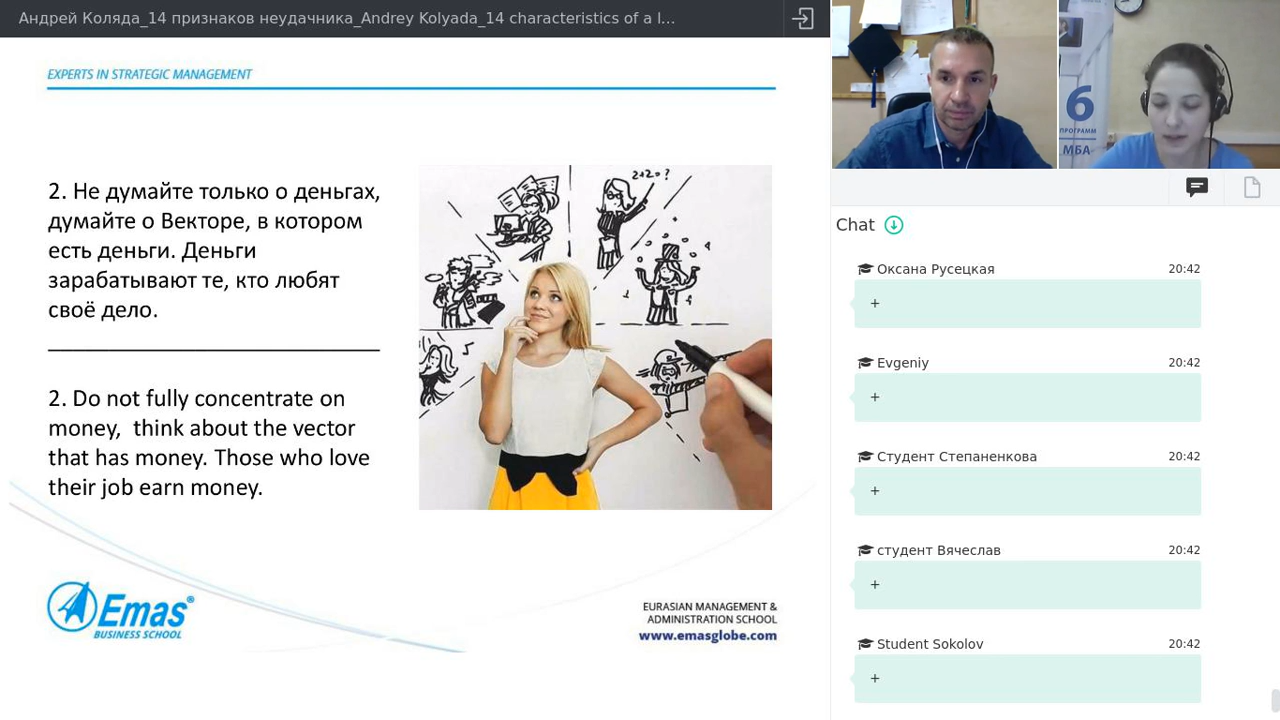 Андрей Коляда_14 признаков неудачника_Andrey Kolyada_14 characteristics of a l...
EXPERTS IN STRATEGIC MANAGEMENT
2. Не думайте только о деньгах,
думайте о Векторе, в котором
есть деньги. Деньги
зарабатывают те, кто любят
своё дело.
2. Do not fully concentrate on
money, think about the vector
that has money. Those who love
their job earn money.
2+2=?
Emas®
BUSINESS SCHOOL
EURASIAN MANAGEMENT &
ADMINISTRATION SCHOOL
www.emasglobe.com
6
ПРОГРАММ
МБА
Chat
Оксана Русецкая 20:42
+
Evgeniy 20:42
+
Студент Степаненкова 20:42
+
студент Вячеслав 20:42
+
Student Sokolov 20:42
+